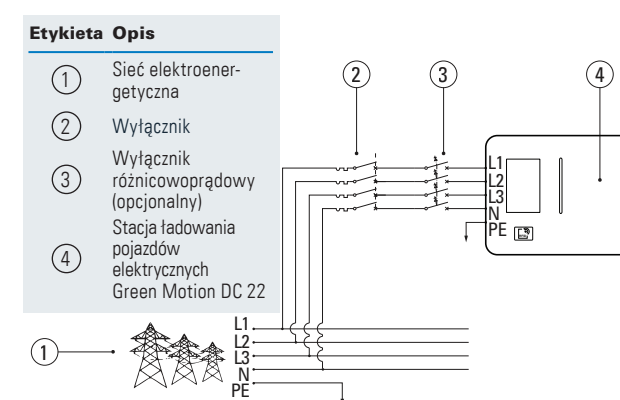 Etykieta Opis
1 Sieć elektroener-
getyczna
2 Wyłącznik
3 Wyłącznik
różnicowoprądowy
(opcjonalny)
4 Stacja ładowania
pojazdów
elektrycznych
Green Motion DC 22
2
3
4
L1
L2
L3
N
PE
1
L1
L2
L3
N
PE